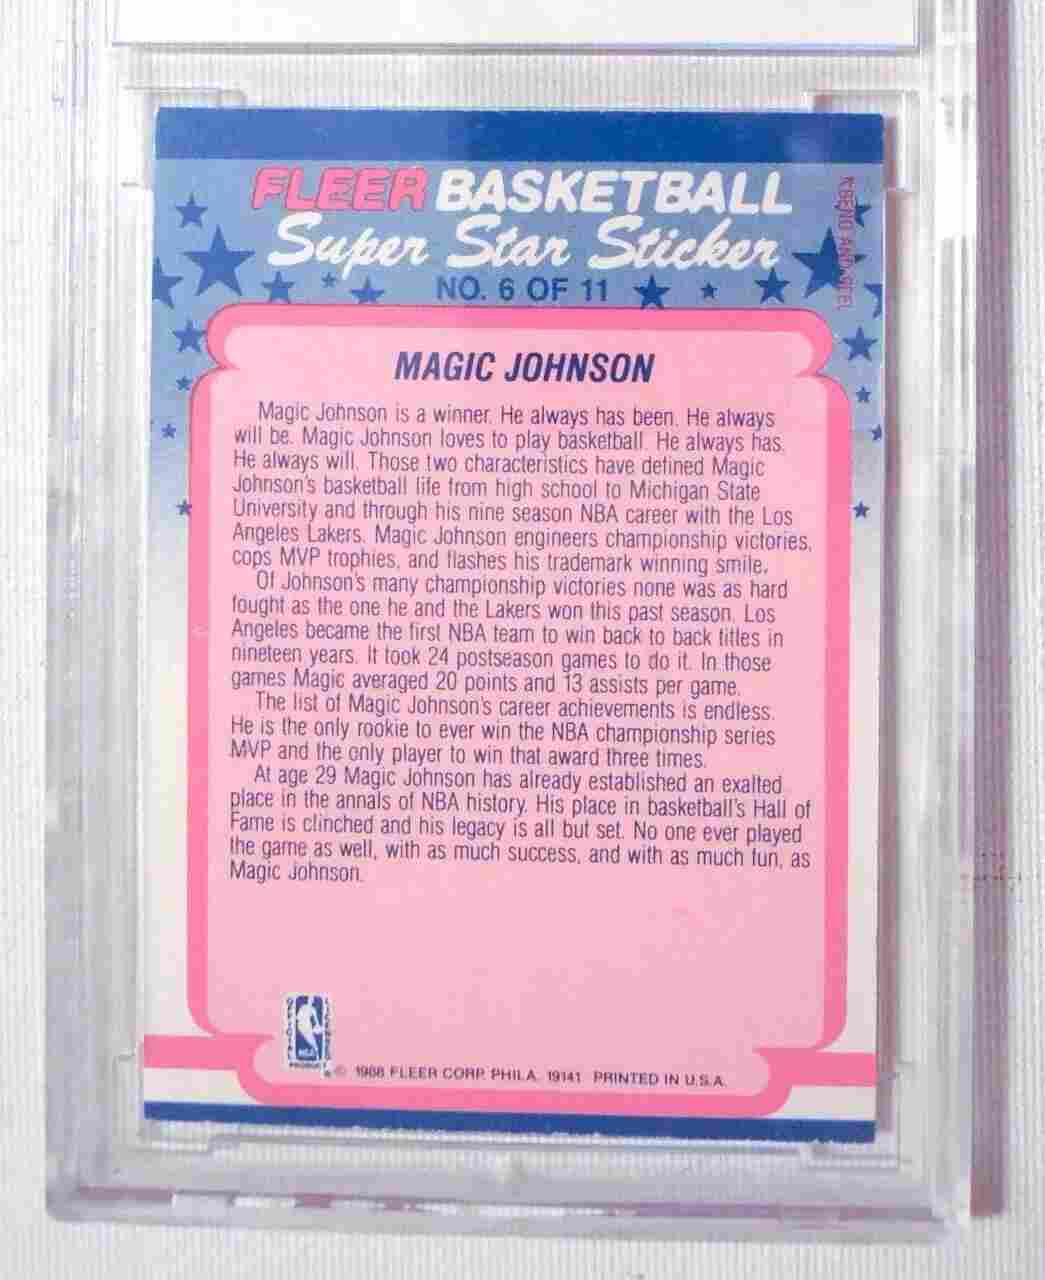 FLEER BASKETBALL
Super Star Sticker
NO. 6 OF 11
MAGIC JOHNSON
Magic Johnson is a winner. He always has been. He always
will be. Magic Johnson loves to play basketball. He always has.
He always will. Those two characteristics have defined Magic
Johnson's basketball life from high school to Michigan State
University and through his nine season NBA career with the Los
Angeles Lakers. Magic Johnson engineers championship victories,
cops MVP trophies, and flashes his trademark winning smile.
Of Johnson's many championship victories none was as hard
fought as the one he and the Lakers won this past season. Los
Angeles became the first NBA team to win back to back titles in
nineteen years. It took 24 postseason games to do it. In those
games Magic averaged 20 points and 13 assists per game.
The list of Magic Johnson's career achievements is endless.
He is the only rookie to ever win the NBA championship series
MVP and the only player to win that award three times.
At age 29 Magic Johnson has already established an exalted
place in the annals of NBA history. His place in basketball's Hall of
Fame is clinched and his legacy is all but set. No one ever played
the game as well, with as much success, and with as much fun, as
Magic Johnson.
NBA
PRODUCT
® © 1988 FLEER CORP. PHILA. 19141 PRINTED IN U.S.A.